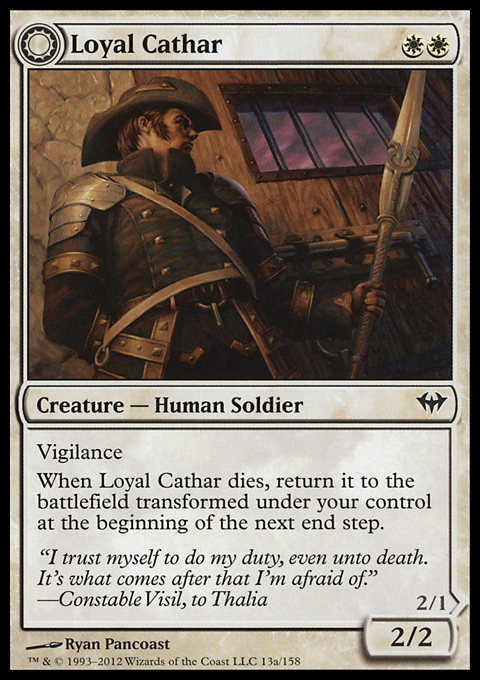 Loyal Cathar
Creature — Human Soldier
Vigilance
When Loyal Cathar dies, return it to the
battlefield transformed under your control
at the beginning of the next end step.
“I trust myself to do my duty, even unto death.
It’s what comes after that I’m afraid of.”
—Constable Visil, to Thalia
2/1
2/2
Ryan Pancoast
™ & © 1993–2012 Wizards of the Coast LLC 13a/158